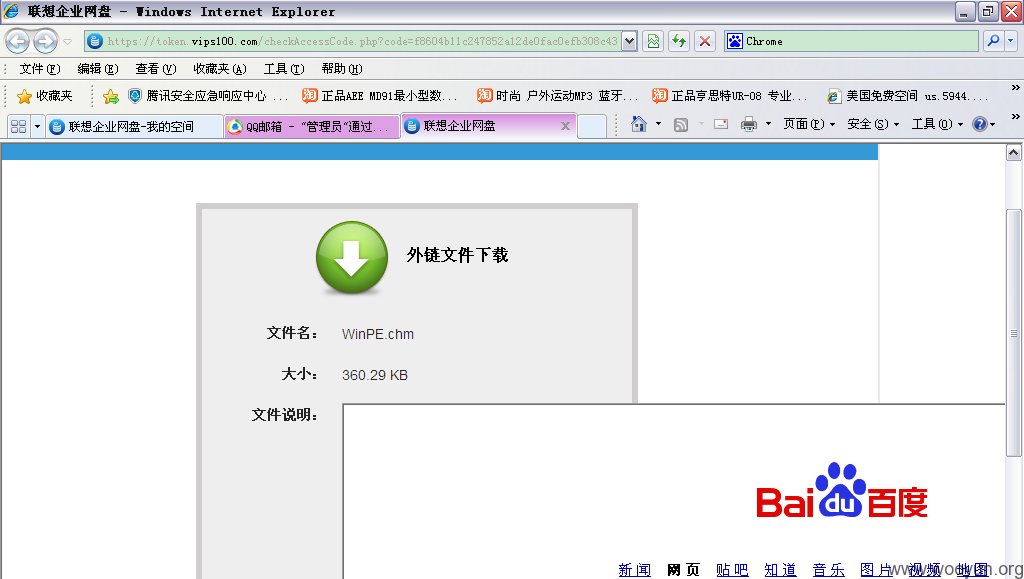 联想企业网盘 - Windows Internet Explorer
https://token.vips100.com/checkAccessCode.php?code=f8604b11c247852a12de0fac0efb308c43
Chrome
文件(F) 编辑(E) 查看(V) 收藏夹(A) 工具(T) 帮助(H)
收藏夹 腾讯安全应急响应中心 ... 正品AEE MD91最小型数... 时尚 户外运动MP3 蓝牙... 正品亨思特UR-08 专业... 美国免费空间 us.5944....
联想企业网盘-我的空间 QQ邮箱 - “管理员”通过... 联想企业网盘 页面(P) 安全(S) 工具(O)
外链文件下载
文件名： WinPE.chm
大小： 360.29 KB
文件说明：
Bai du 百度
新闻 网页 贴吧 知道 音乐 图片 视频 地图
www.wooyun.org